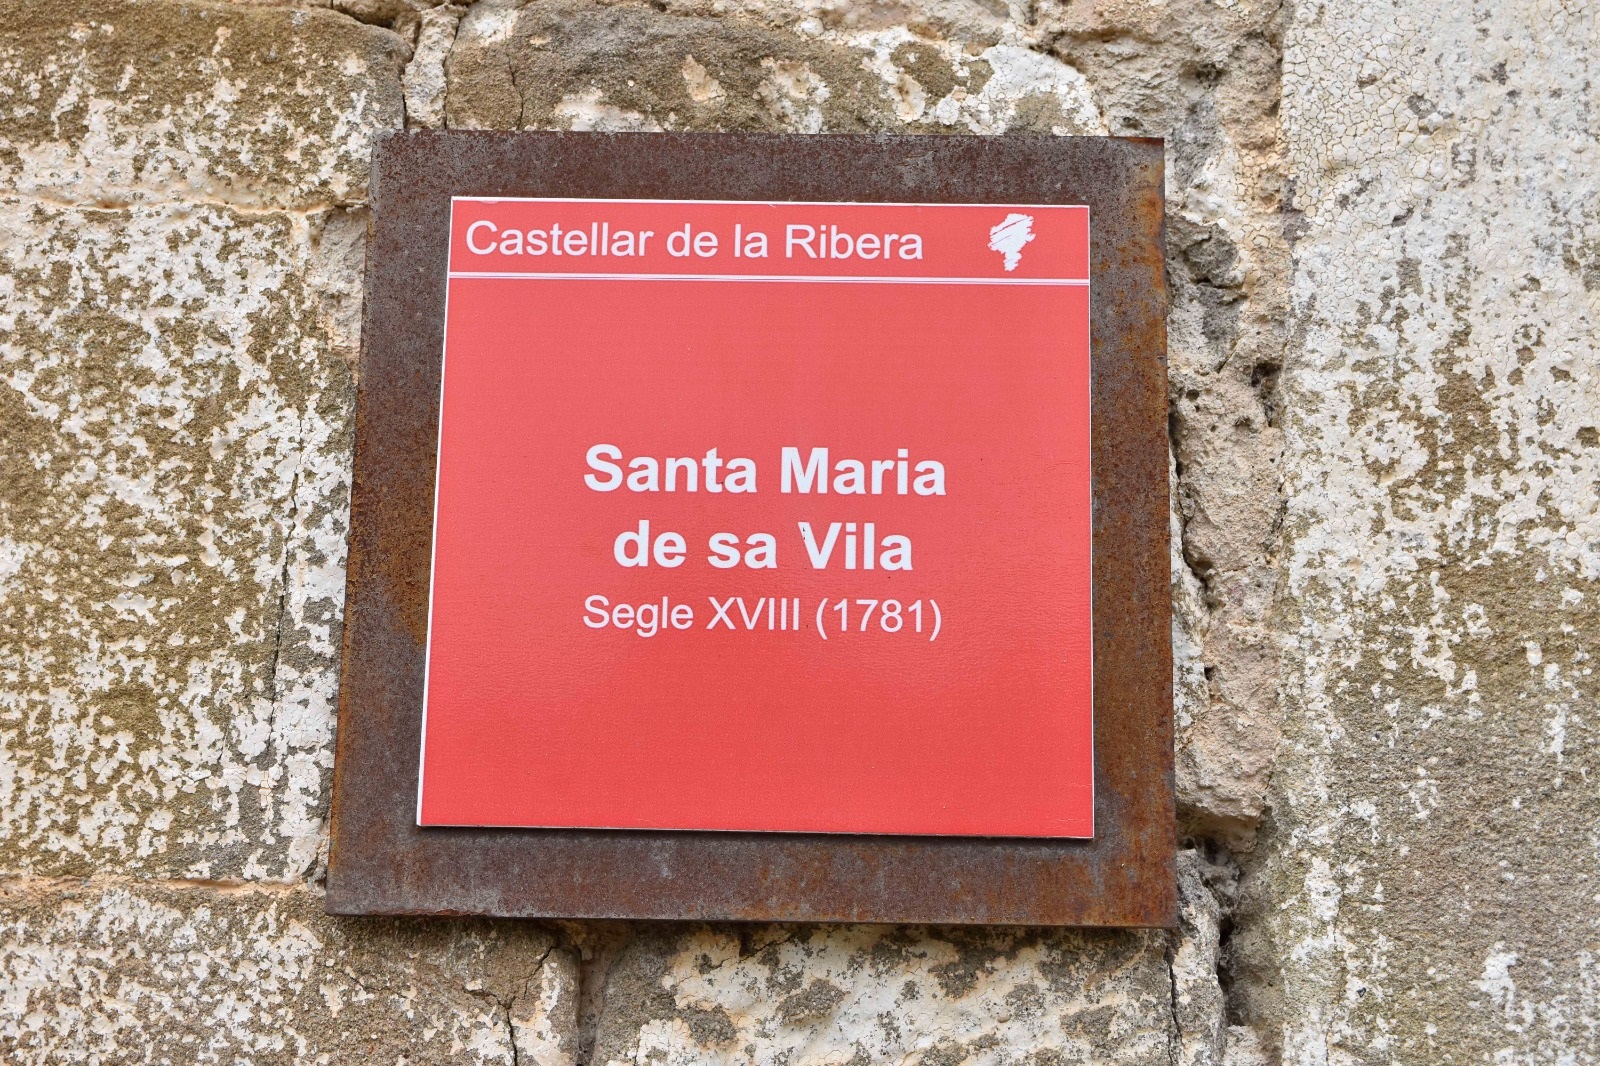 Castellar de la Ribera
Santa Maria
de sa Vila
Segle XVIII (1781)